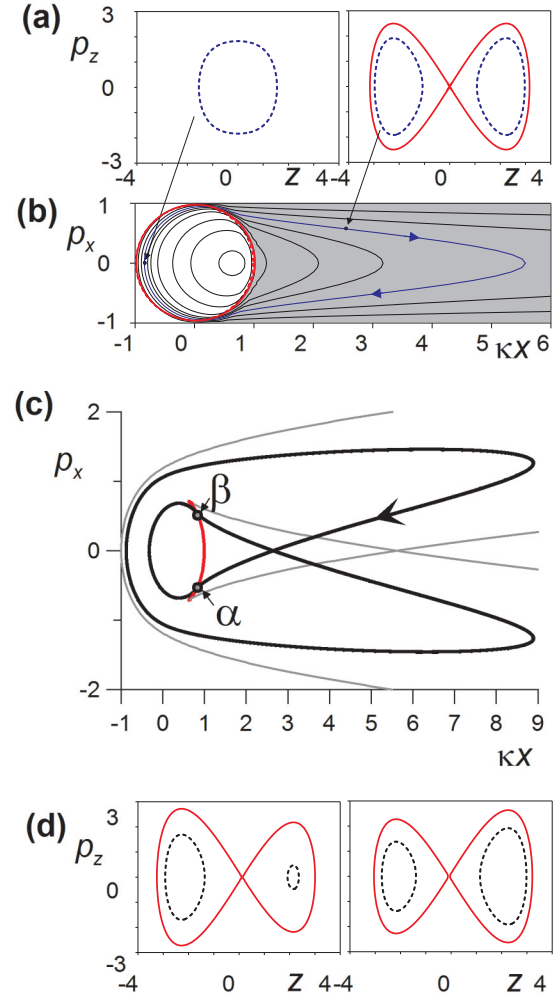 (a)
p_z
3
0
-3
-4 0 z 4 -4 0 z 4
(b)
p_x
1
0
-1
-1 0 1 2 3 4 5 κx 6
(c)
p_x
2
0
-2
β
α
-1 0 1 2 3 4 5 6 7 8 9
κx
(d)
p_z
3
0
-3
-4 0 z 4 -4 0 z 4